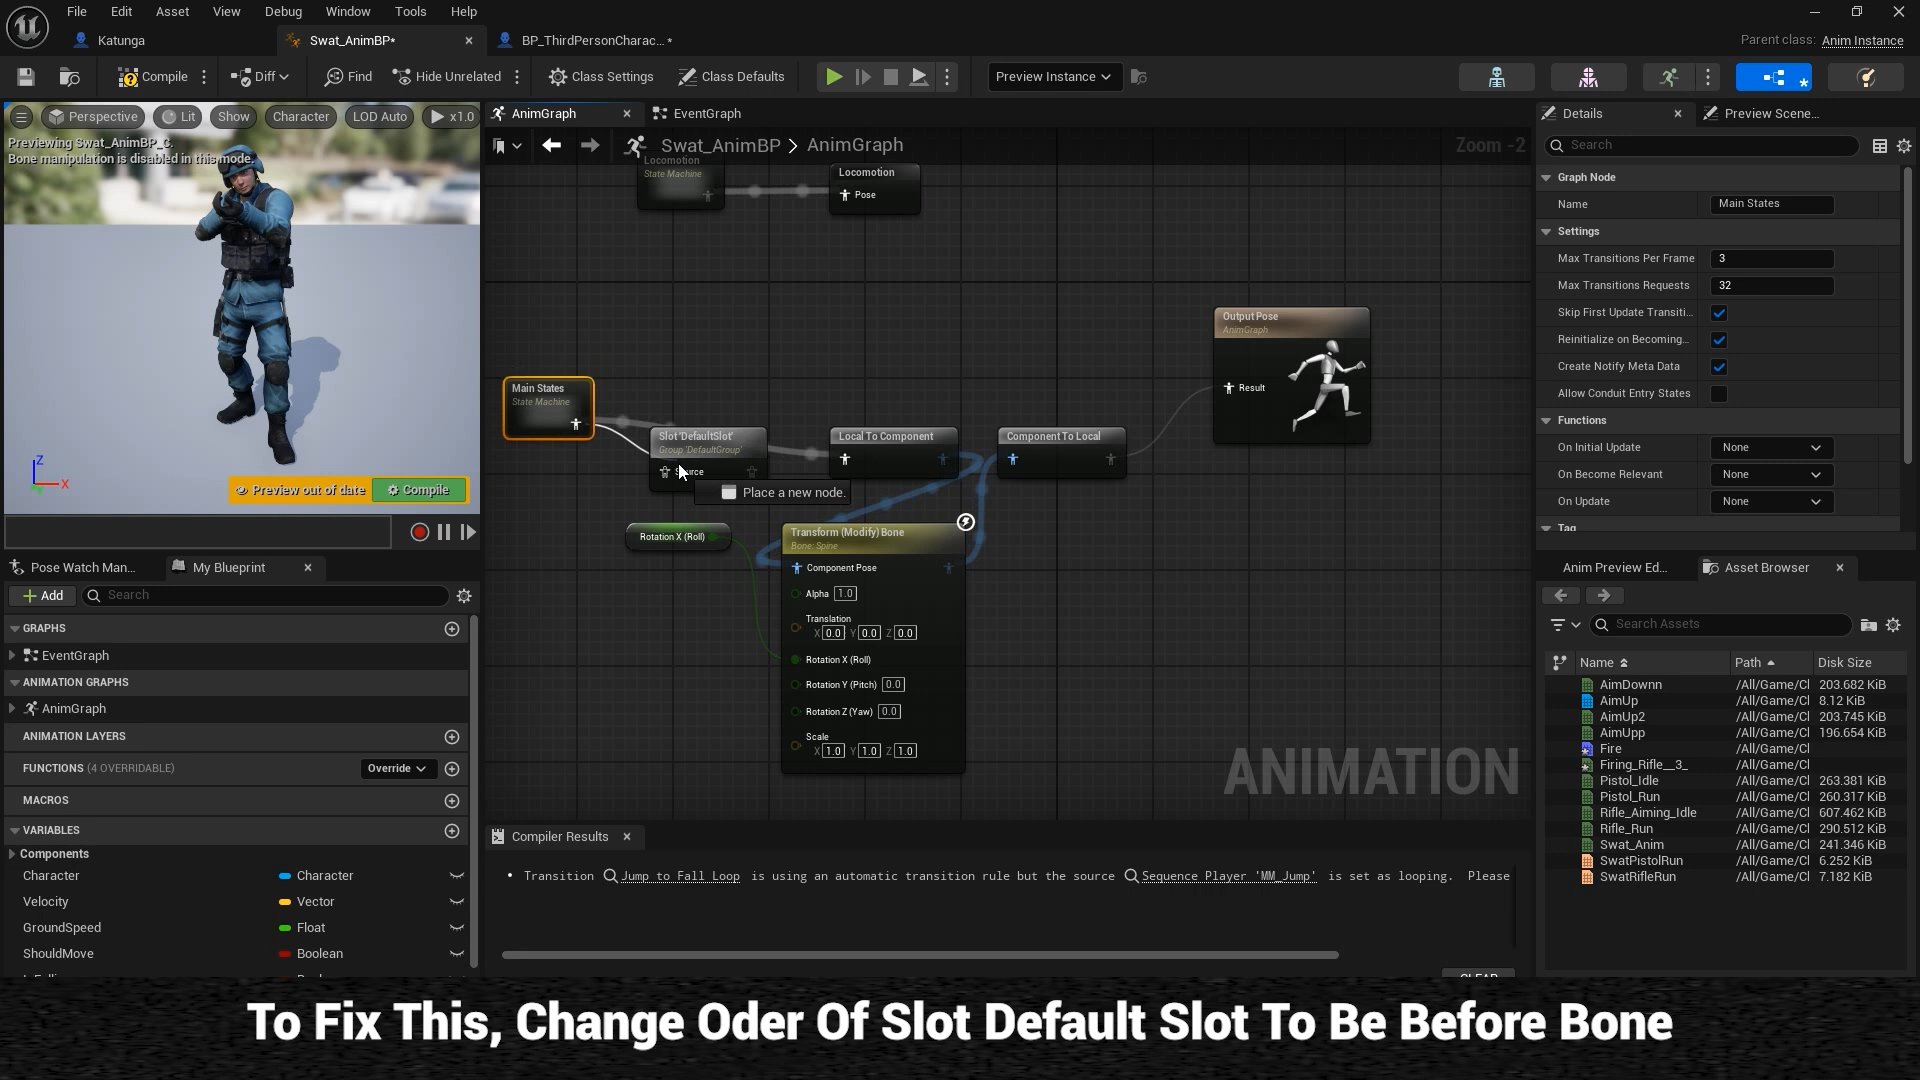 File Edit Asset View Debug Window Tools Help
Katunga
Swat_AnimBP*
BP_ThirdPersonCharac... *
Parent class: Anim Instance
Compile
Diff
Find
Hide Unrelated
Class Settings
Class Defaults
Preview Instance
Perspective
Lit
Show
Character
LOD Auto
x1.0
Previewing Swat_AnimBP_C.
Bone manipulation is disabled in this mode.
Z
X
Preview out of date
Compile
AnimGraph
EventGraph
Swat_AnimBP > AnimGraph
Zoom -2
Locomotion
State Machine
Locomotion
Pose
Main States
State Machine
Slot 'DefaultSlot'
Group 'DefaultGroup'
Place a new node.
Local To Component
Component To Local
Output Pose
AnimGraph
Result
Rotation X (Roll)
Transform (Modify) Bone
Bone: Spine
Component Pose
Alpha 1.0
Translation
X 0.0 Y 0.0 Z 0.0
Rotation X (Roll)
Rotation Y (Pitch) 0.0
Rotation Z (Yaw) 0.0
Scale
X 1.0 Y 1.0 Z 1.0
ANIMATION
Compiler Results
• Transition Jump to Fall Loop is using an automatic transition rule but the source Sequence Player 'MM_Jump' is set as looping. Please
Pose Watch Man...
My Blueprint
Add
Search
GRAPHS
EventGraph
ANIMATION GRAPHS
AnimGraph
ANIMATION LAYERS
FUNCTIONS (4 OVERRIDABLE)
Override
MACROS
VARIABLES
Components
Character Character
Velocity Vector
GroundSpeed Float
ShouldMove Boolean
Details
Preview Scene...
Search
Graph Node
Name Main States
Settings
Max Transitions Per Frame 3
Max Transitions Requests 32
Skip First Update Transiti...
Reinitialize on Becoming...
Create Notify Meta Data
Allow Conduit Entry States
Functions
On Initial Update None
On Become Relevant None
On Update None
Tag
Anim Preview Ed...
Asset Browser
Search Assets
Name Path Disk Size
AimDownn /All/Game/Cl 203.682 KiB
AimUp /All/Game/Cl 8.12 KiB
AimUp2 /All/Game/Cl 203.745 KiB
AimUpp /All/Game/Cl 196.654 KiB
Fire /All/Game/Cl
Firing_Rifle__3_ /All/Game/Cl
Pistol_Idle /All/Game/Cl 263.381 KiB
Pistol_Run /All/Game/Cl 260.317 KiB
Rifle_Aiming_Idle /All/Game/Cl 607.462 KiB
Rifle_Run /All/Game/Cl 290.512 KiB
Swat_Anim /All/Game/Cl 241.346 KiB
SwatPistolRun /All/Game/Cl 6.252 KiB
SwatRifleRun /All/Game/Cl 7.182 KiB
To Fix This, Change Oder Of Slot Default Slot To Be Before Bone